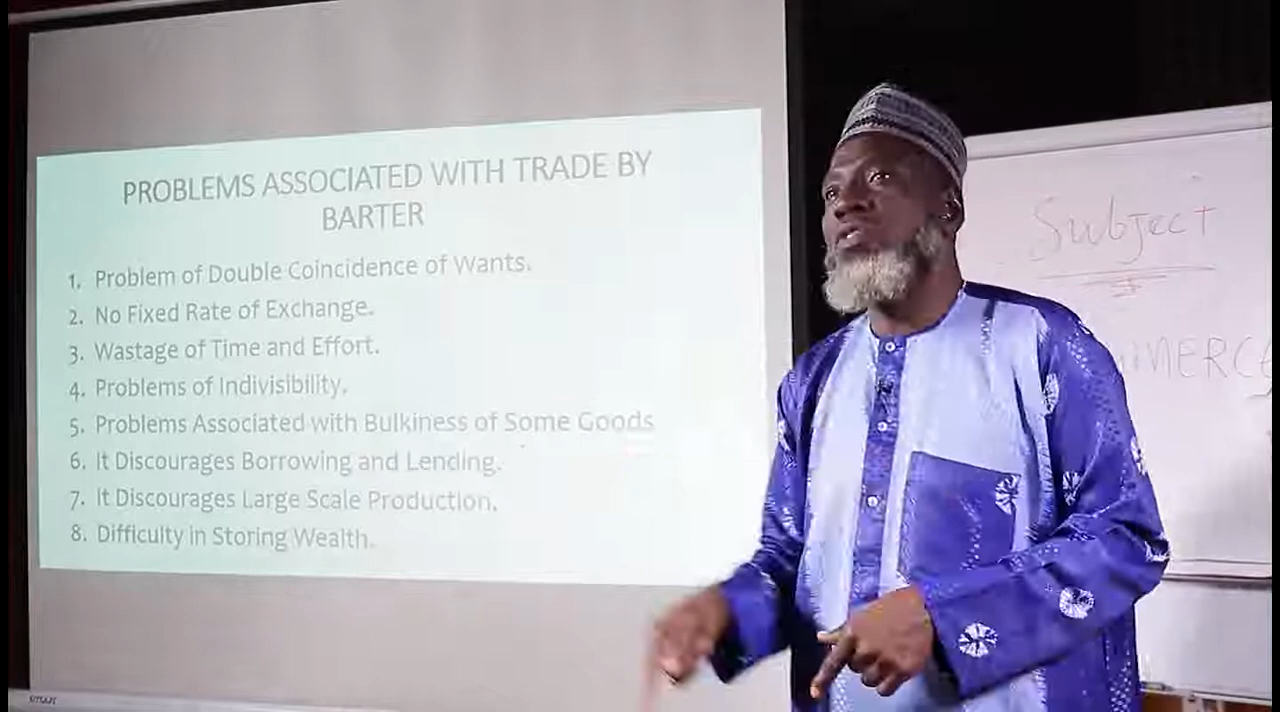 PROBLEMS ASSOCIATED WITH TRADE BY
BARTER
1. Problem of Double Coincidence of Wants.
2. No Fixed Rate of Exchange.
3. Wastage of Time and Effort.
4. Problems of Indivisibility.
5. Problems Associated with Bulkiness of Some Goods
6. It Discourages Borrowing and Lending.
7. It Discourages Large Scale Production.
8. Difficulty in Storing Wealth.
Subject